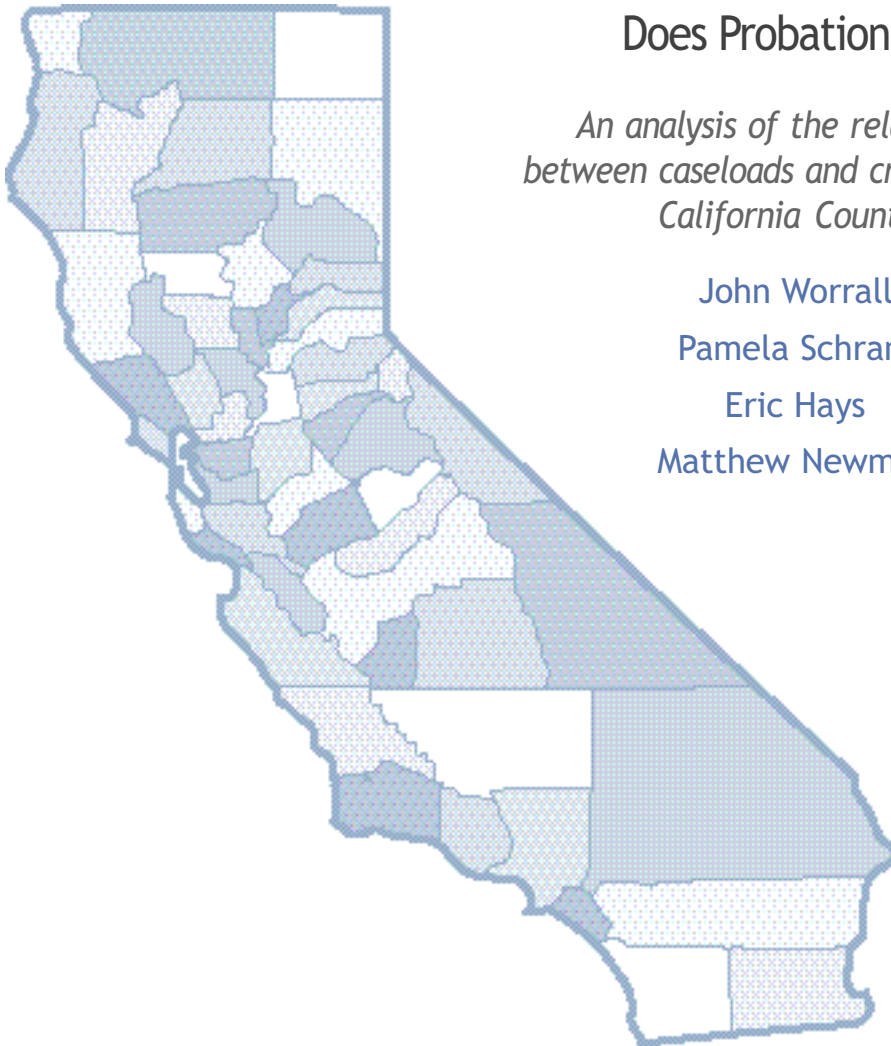 Does Probation
An analysis of the rel
between caseloads and cr
California Count
John Worrall
Pamela Schra
Eric Hays
Matthew Newm